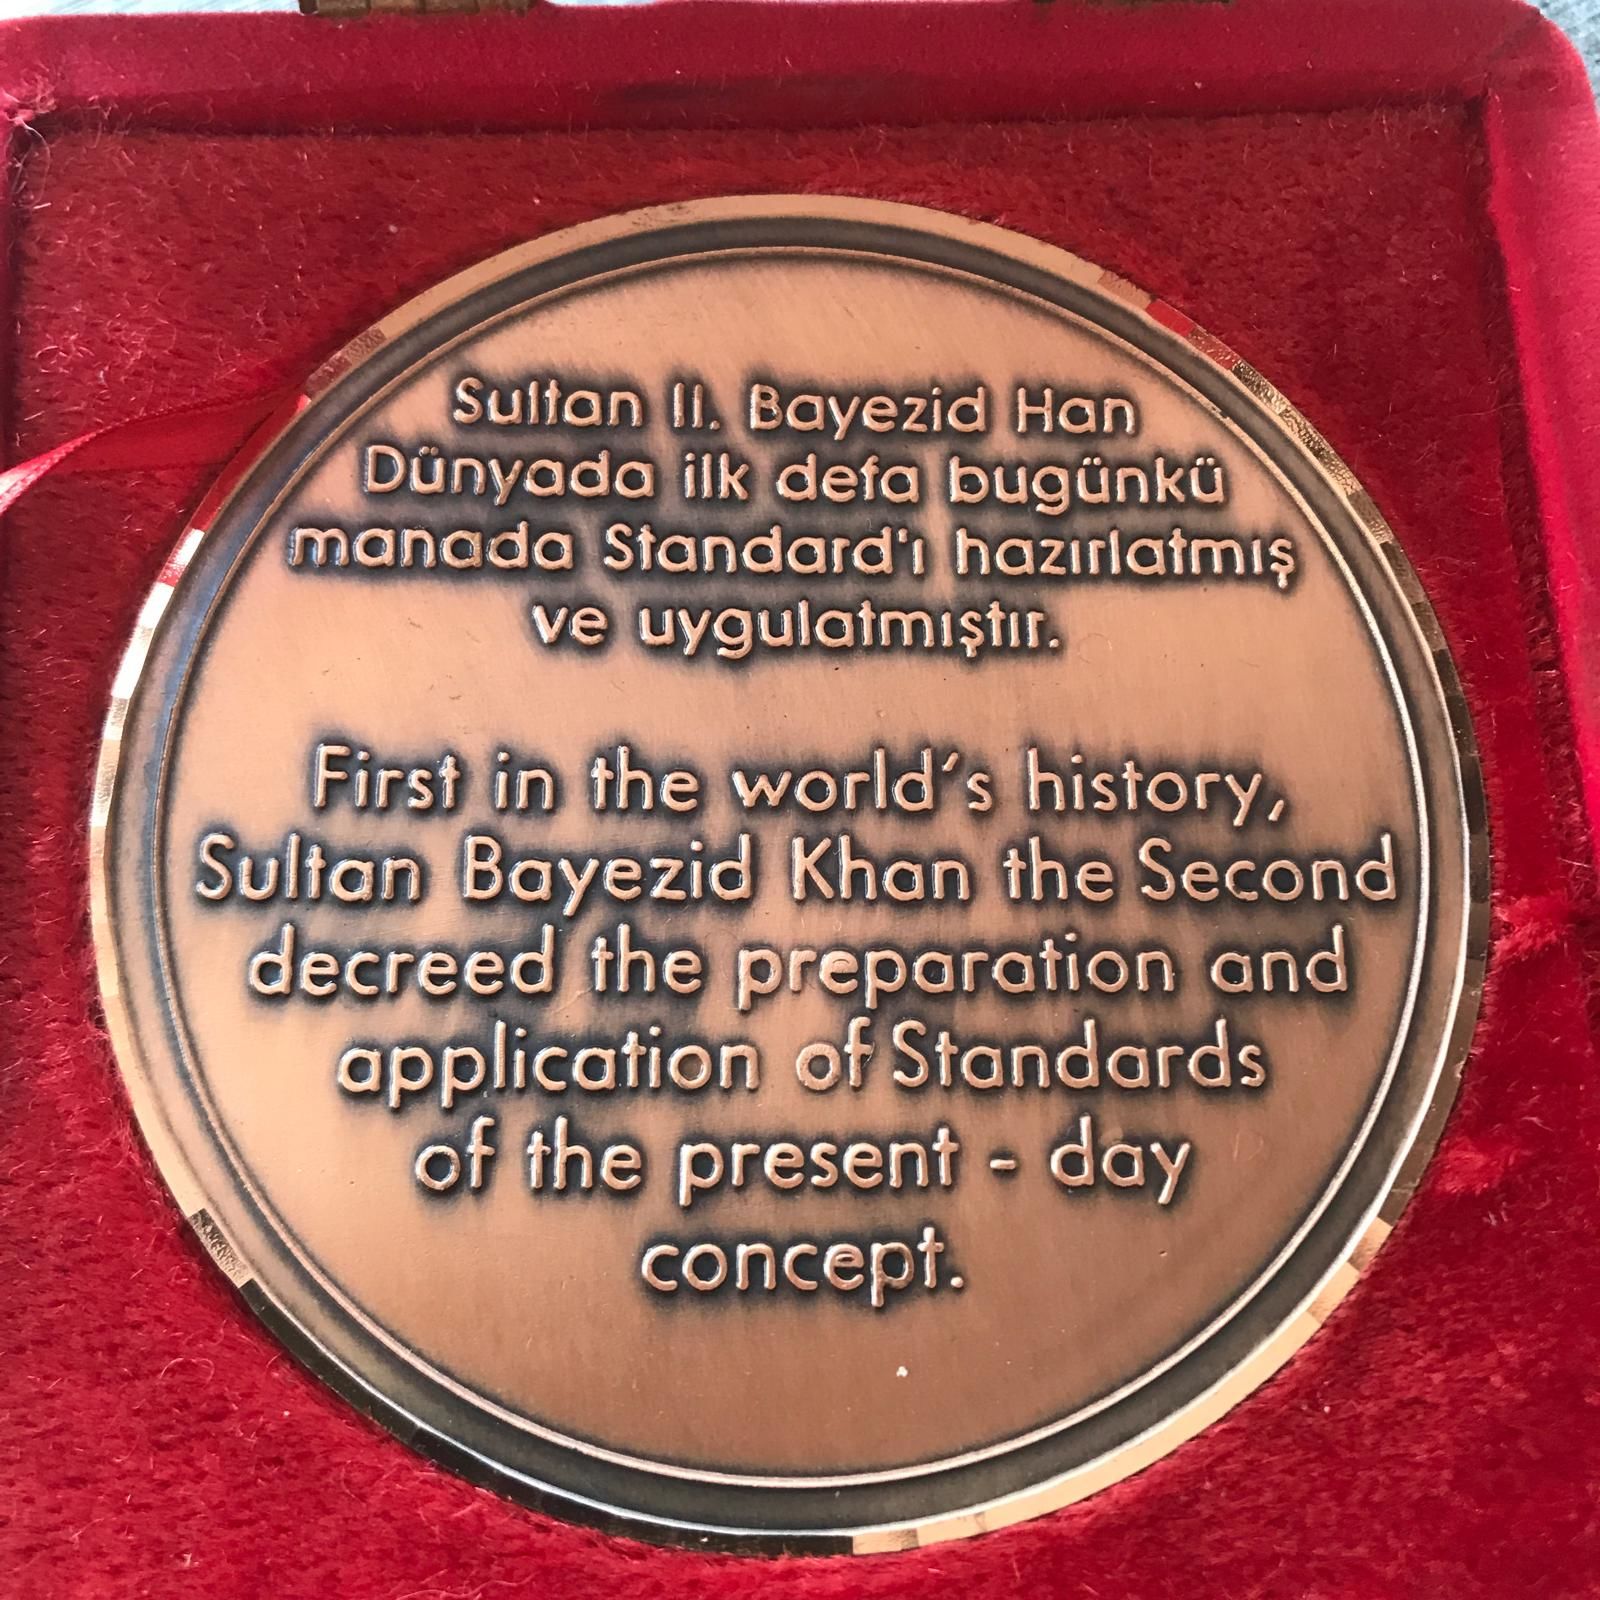 Sultan II. Bayezid Han
Dünyada ilk defa bugünkü
manada Standard'ı hazırlatmış
ve uygulatmıştır.
First in the world's history,
Sultan Bayezid Khan the Second
decreed the preparation and
application of Standards
of the present - day
concept.